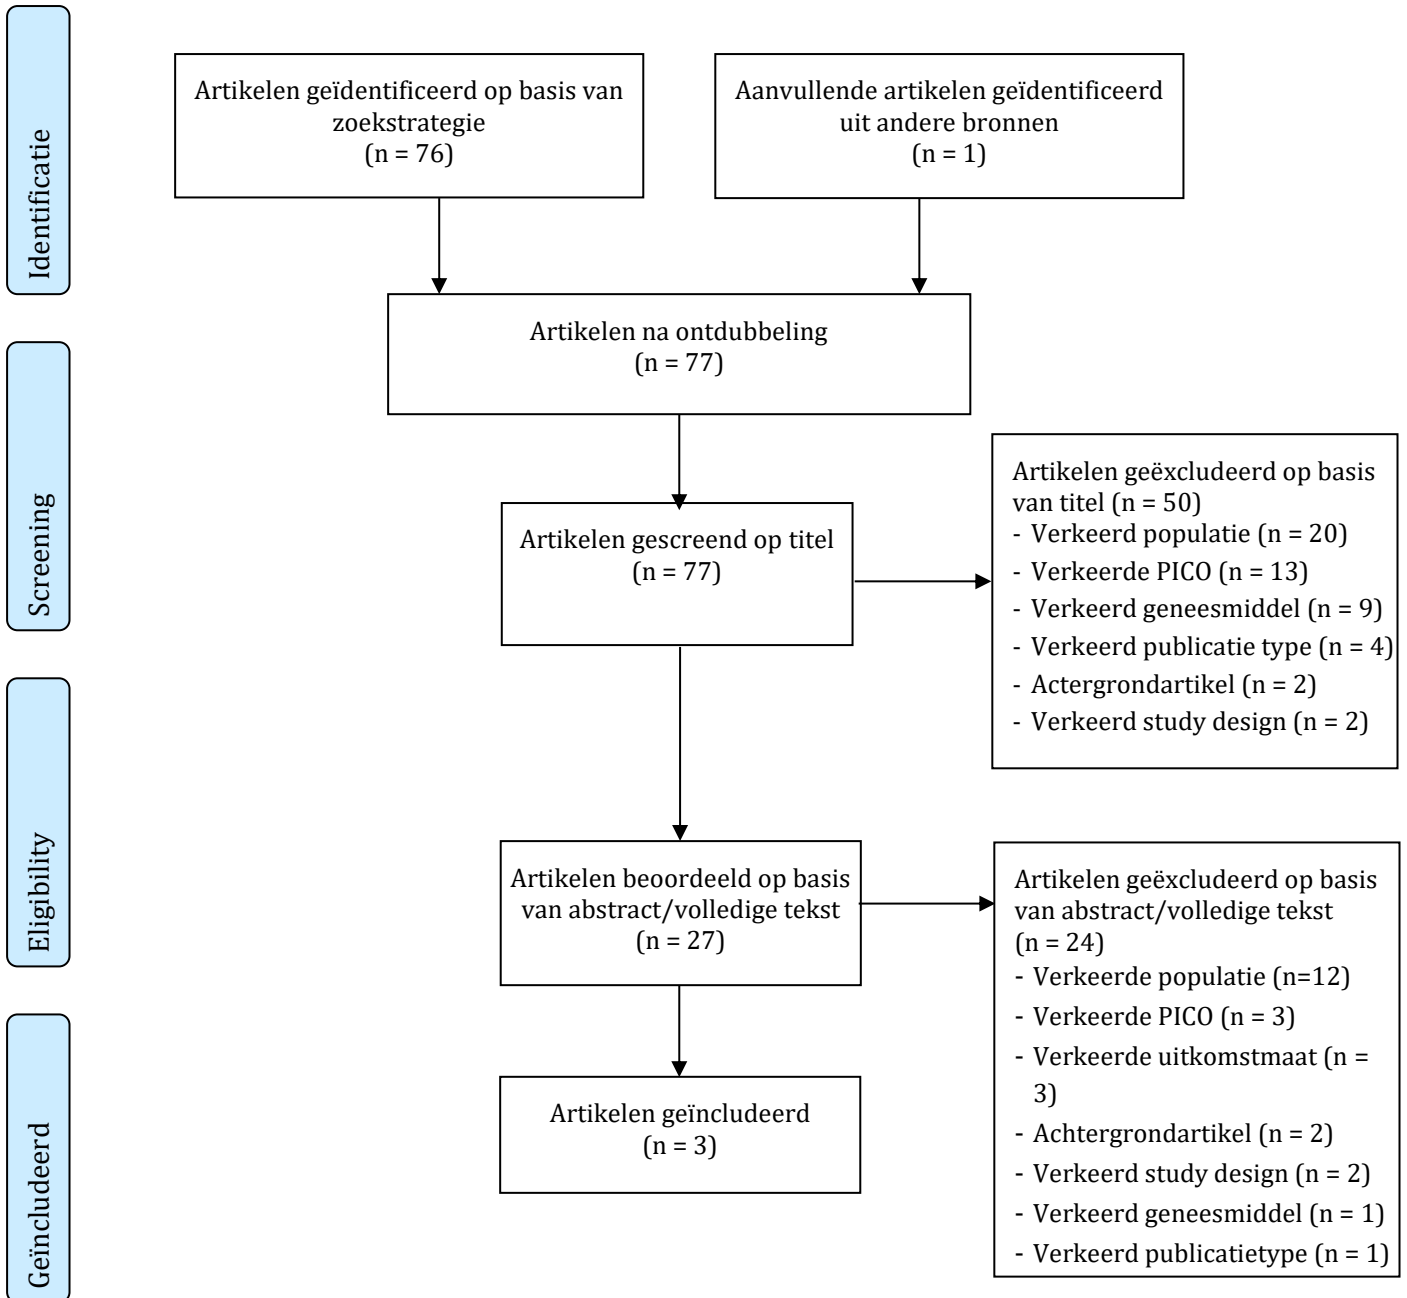 Identificatie
Artikelen geïdentificeerd op basis van
zoekstrategie
(n = 76)
Aanvullende artikelen geïdentificeerd
uit andere bronnen
(n = 1)
Artikelen na ontdubbeling
(n = 77)
Screening
Artikelen gescreend op titel
(n = 77)
Artikelen geëxcludeerd op basis
van titel (n = 50)
- Verkeerd populatie (n = 20)
- Verkeerde PICO (n = 13)
- Verkeerd geneesmiddel (n = 9)
- Verkeerd publicatie type (n = 4)
- Actergrondartikel (n = 2)
- Verkeerd study design (n = 2)
Eligibility
Artikelen beoordeeld op basis
van abstract/volledige tekst
(n = 27)
Artikelen geëxcludeerd op basis
van abstract/volledige tekst
(n = 24)
- Verkeerde populatie (n=12)
- Verkeerde PICO (n = 3)
- Verkeerde uitkomstmaat (n =
3)
- Achtergrondartikel (n = 2)
- Verkeerd study design (n = 2)
- Verkeerd geneesmiddel (n = 1)
- Verkeerd publicatietype (n = 1)
Geïncludeerd
Artikelen geïncludeerd
(n = 3)